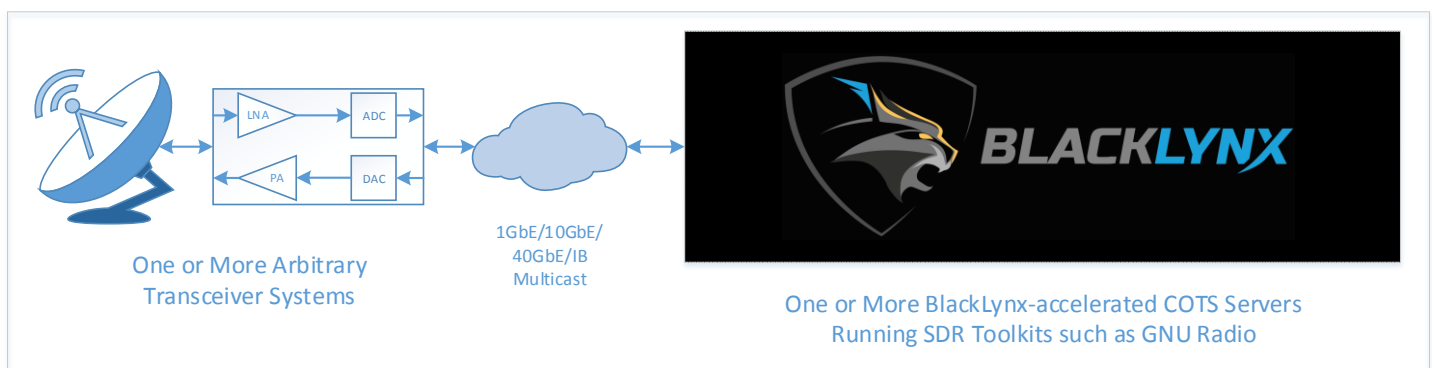 LNA
ADC
PA
DAC
One or More Arbitrary
Transceiver Systems
1GbE/10GbE/
40GbE/IB
Multicast
BLACKLYNX
One or More BlackLynx-accelerated COTS Servers
Running SDR Toolkits such as GNU Radio